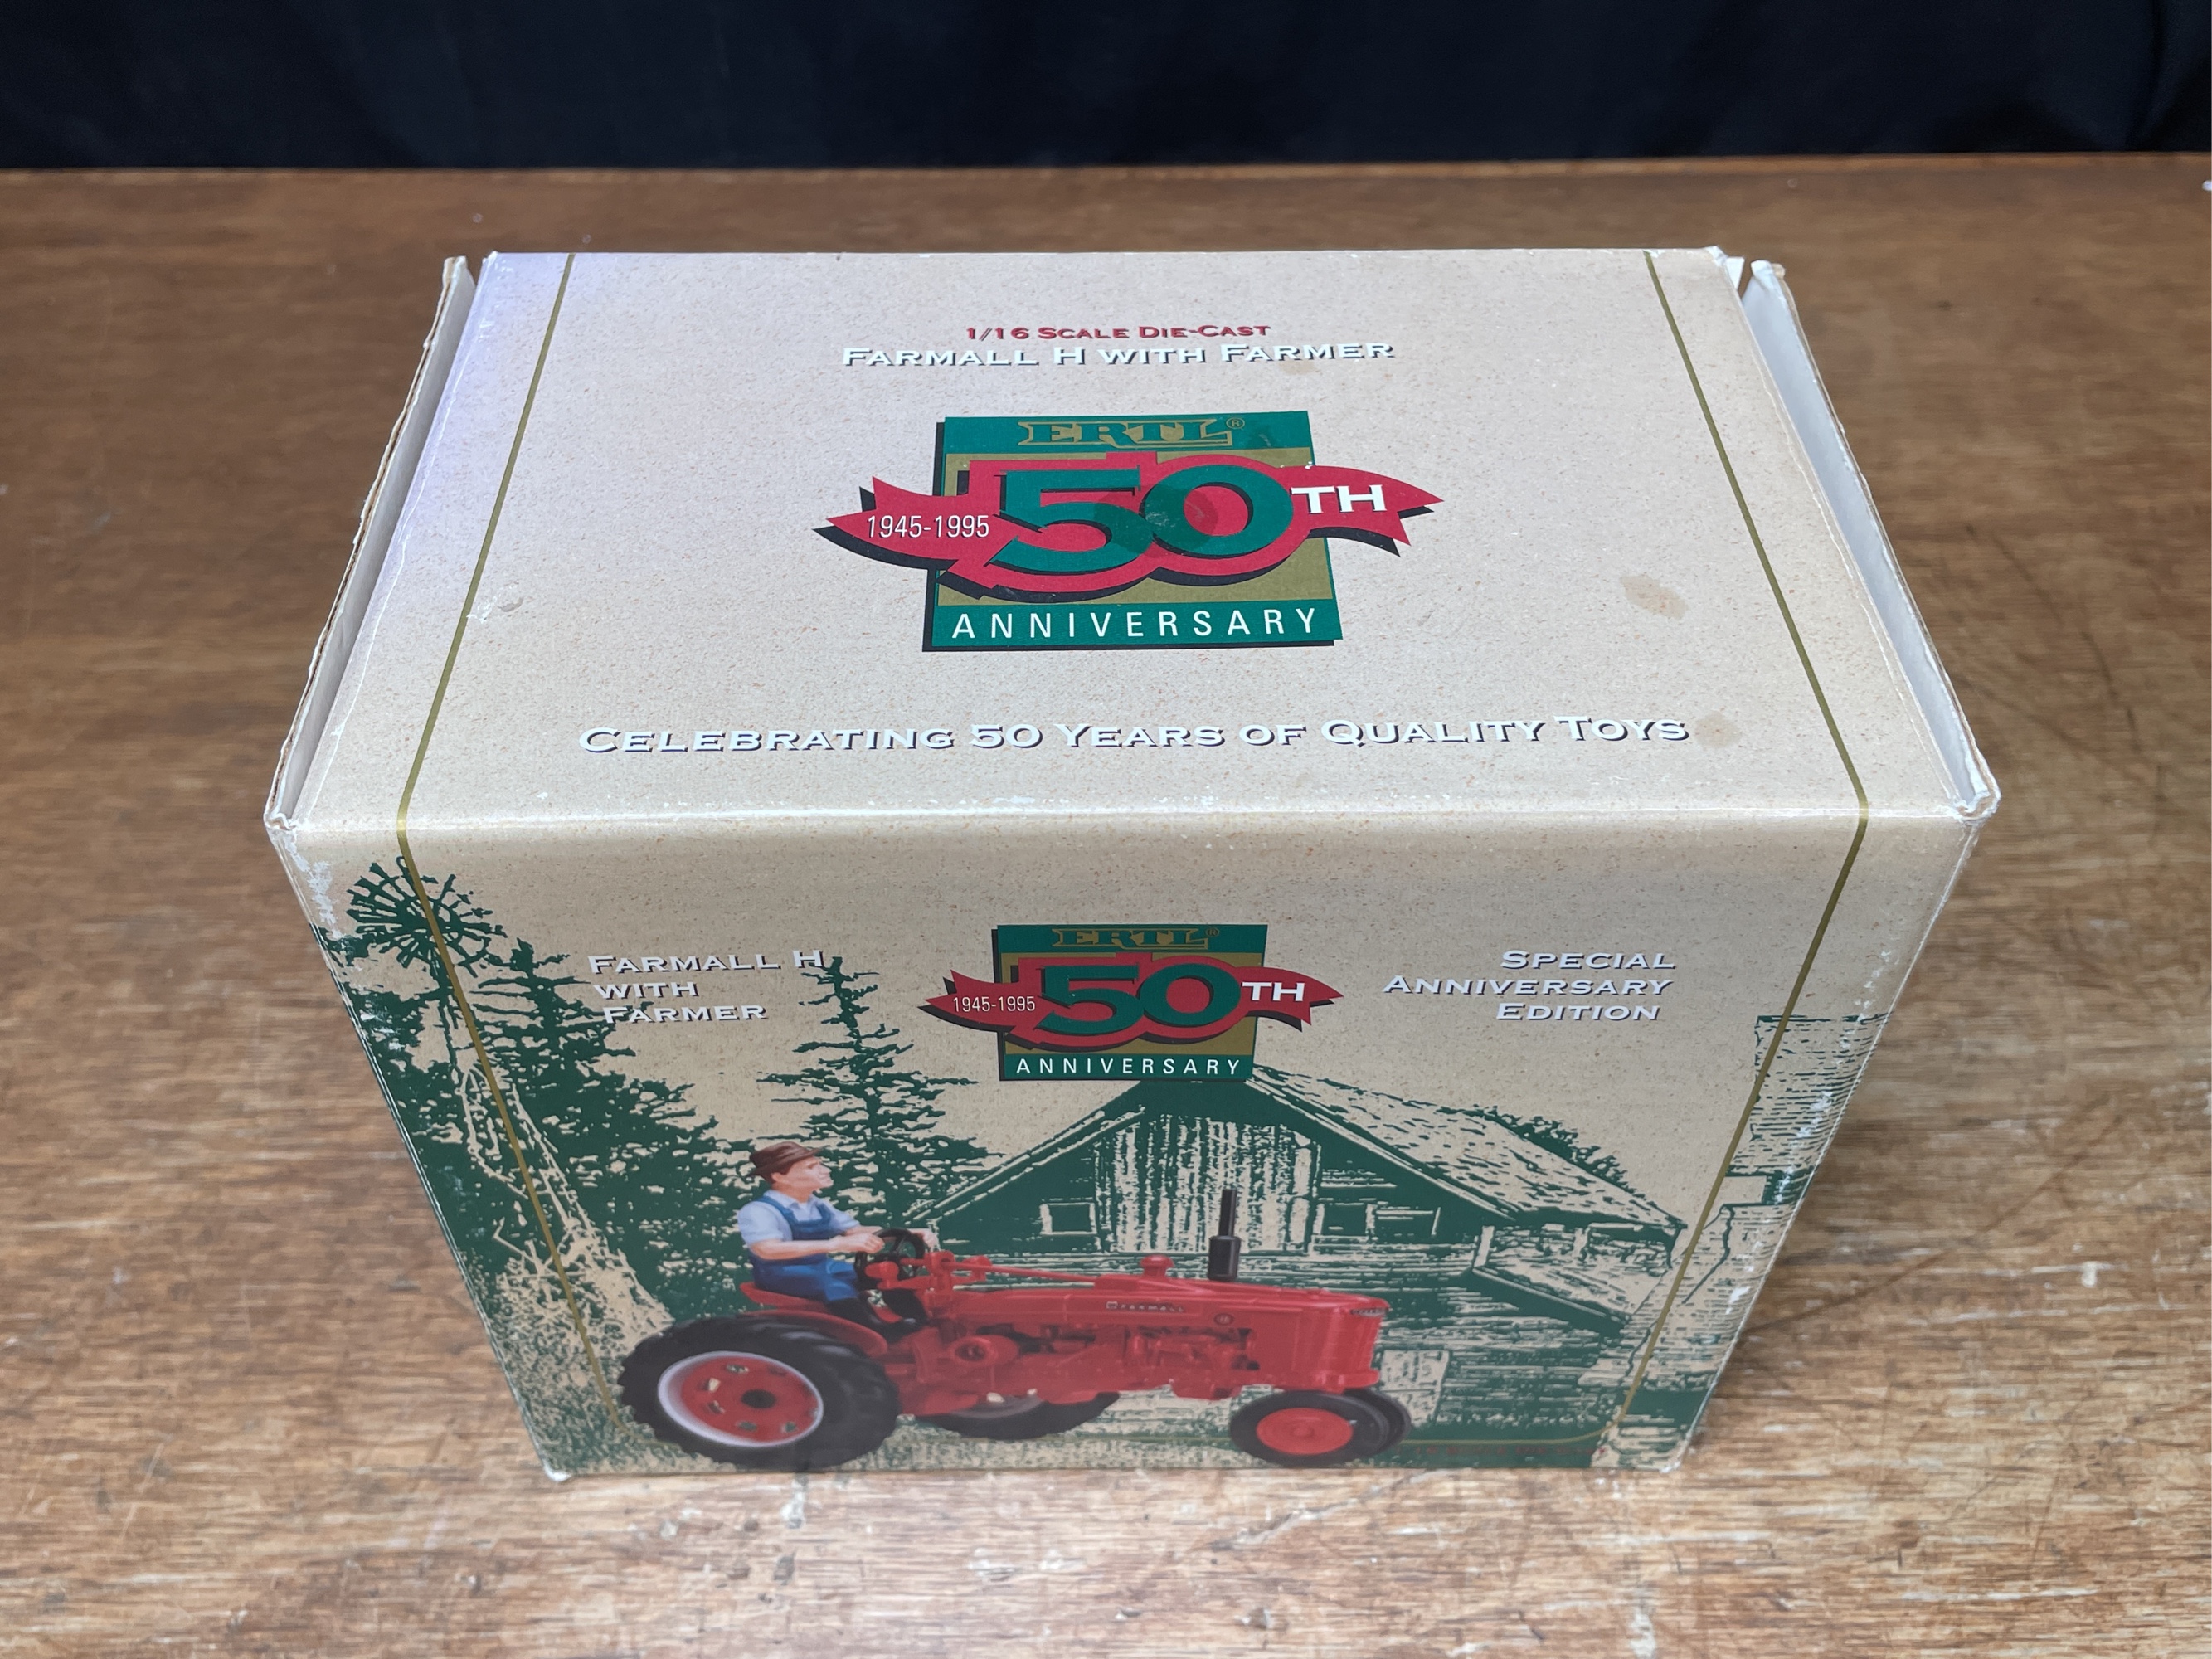 1/16 SCALE DIE-CAST
FARMALL H WITH FARMER
ERTL®
1945-1995 50TH
ANNIVERSARY
CELEBRATING 50 YEARS OF QUALITY TOYS
FARMALL H
WITH
FARMER
ERTL®
1945-1995 50TH
ANNIVERSARY
SPECIAL
ANNIVERSARY
EDITION
FARMALL
H